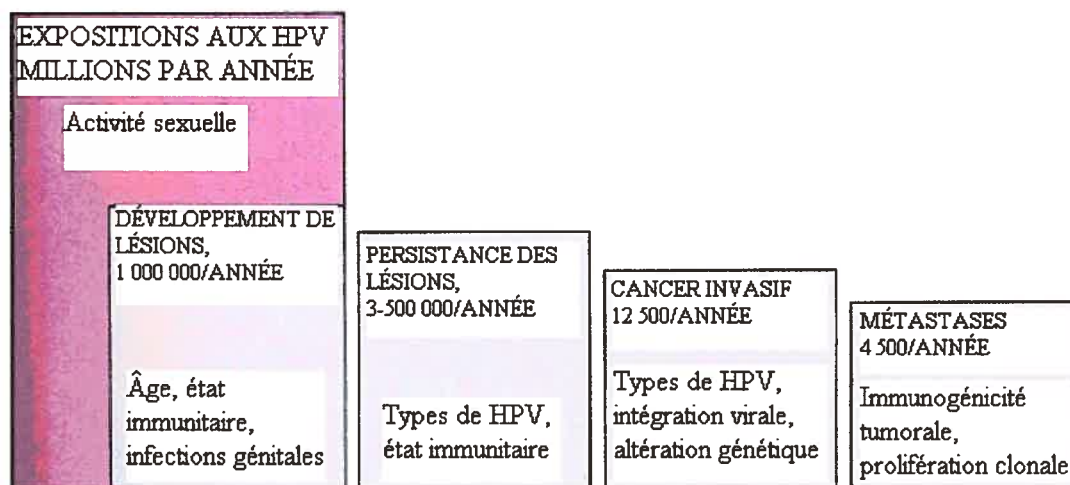 EXPOSITIONS AUX HPV
MILLIONS PAR ANNÉE
Activité sexuelle
DÉVELOPPEMENT DE
LÉSIONS,
1 000 000/ANNÉE
Âge, état
immunitaire,
infections génitales
PERSISTANCE DES
LÉSIONS,
3-500 000/ANNÉE
Types de HPV,
état immunitaire
CANCER INVASIF
12 500/ANNÉE
Types de HPV,
intégration virale,
altération génétique
MÉTASTASES
4 500/ANNÉE
Immunogénicité
tumorale,
prolifération clonale